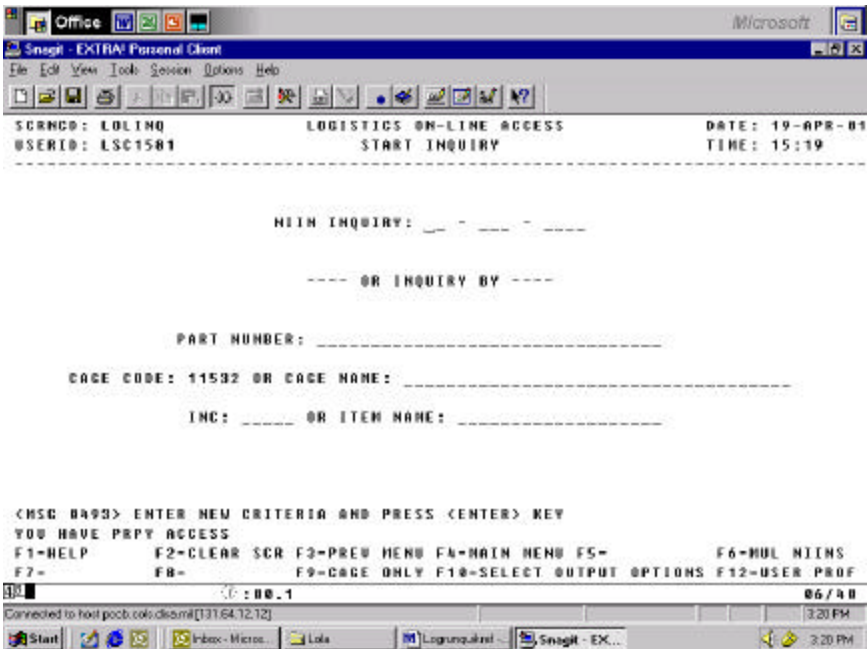 Office Microsoft
Snagit - EXTRA! Personal Client
File Edit View Tools Session Options Help
SCRNCD: LOLINQ LOGISTICS ON-LINE ACCESS DATE: 19-APR-01
USERID: LSC1581 START INQUIRY TIME: 15:19
NIIN INQUIRY: __ - ___ - ____
---- OR INQUIRY BY ----
PART NUMBER: ________________________________
CAGE CODE: 11532 OR CAGE NAME: ____________________________________
INC: _____ OR ITEM NAME: ___________________
<MSG 0493> ENTER NEW CRITERIA AND PRESS <ENTER> KEY
YOU HAVE PRPY ACCESS
F1-HELP F2-CLEAR SCR F3-PREV MENU F4-MAIN MENU F5- F6-MUL NIINS
F7- F8- F9-CAGE ONLY F10-SELECT OUTPUT OPTIONS F12-USER PROF
:00.1 06/40
Connected to host pocb.cols.disa.mil [131.64.12.12] 3:20 PM
Start Inbox - Micros... Lola Snagit - EX... 3:20 PM